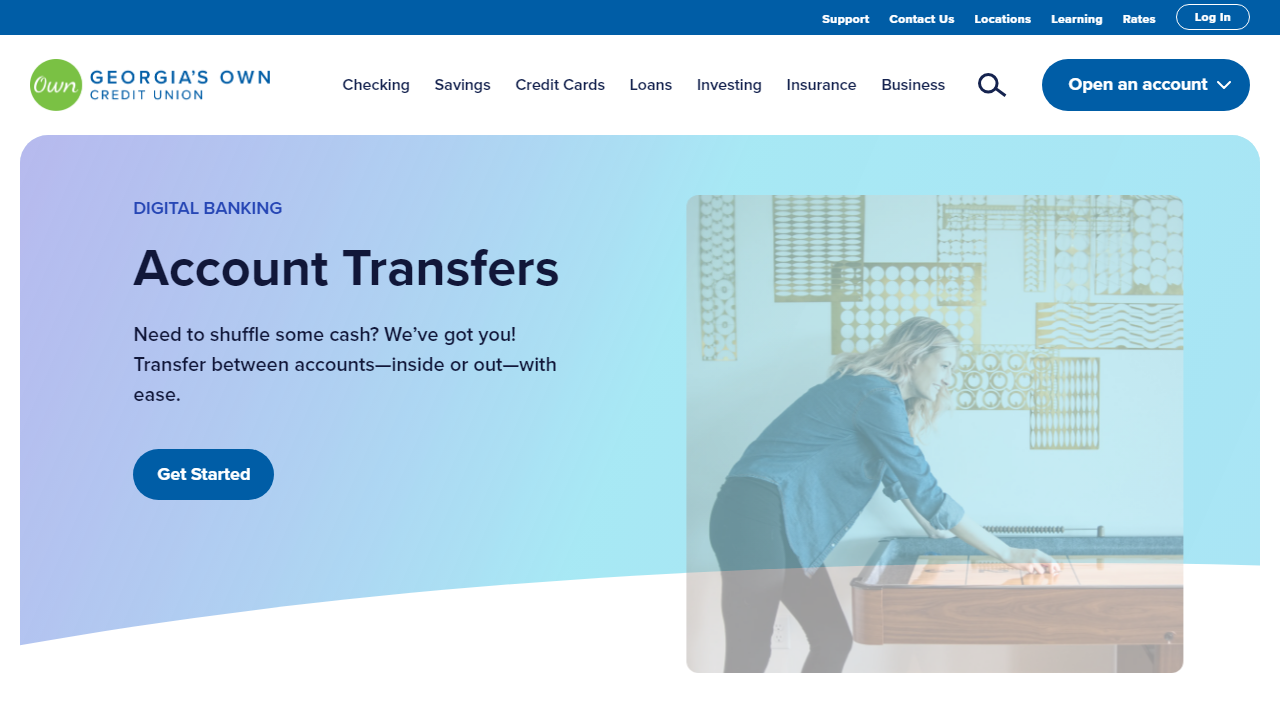 Support
Contact Us
Locations
Learning
Rates
Log In
Own
GEORGIA'S OWN
CREDIT UNION
Checking
Savings
Credit Cards
Loans
Investing
Insurance
Business
Open an account
DIGITAL BANKING
Account Transfers
Need to shuffle some cash? We’ve got you!
Transfer between accounts—inside or out—with
ease.
Get Started